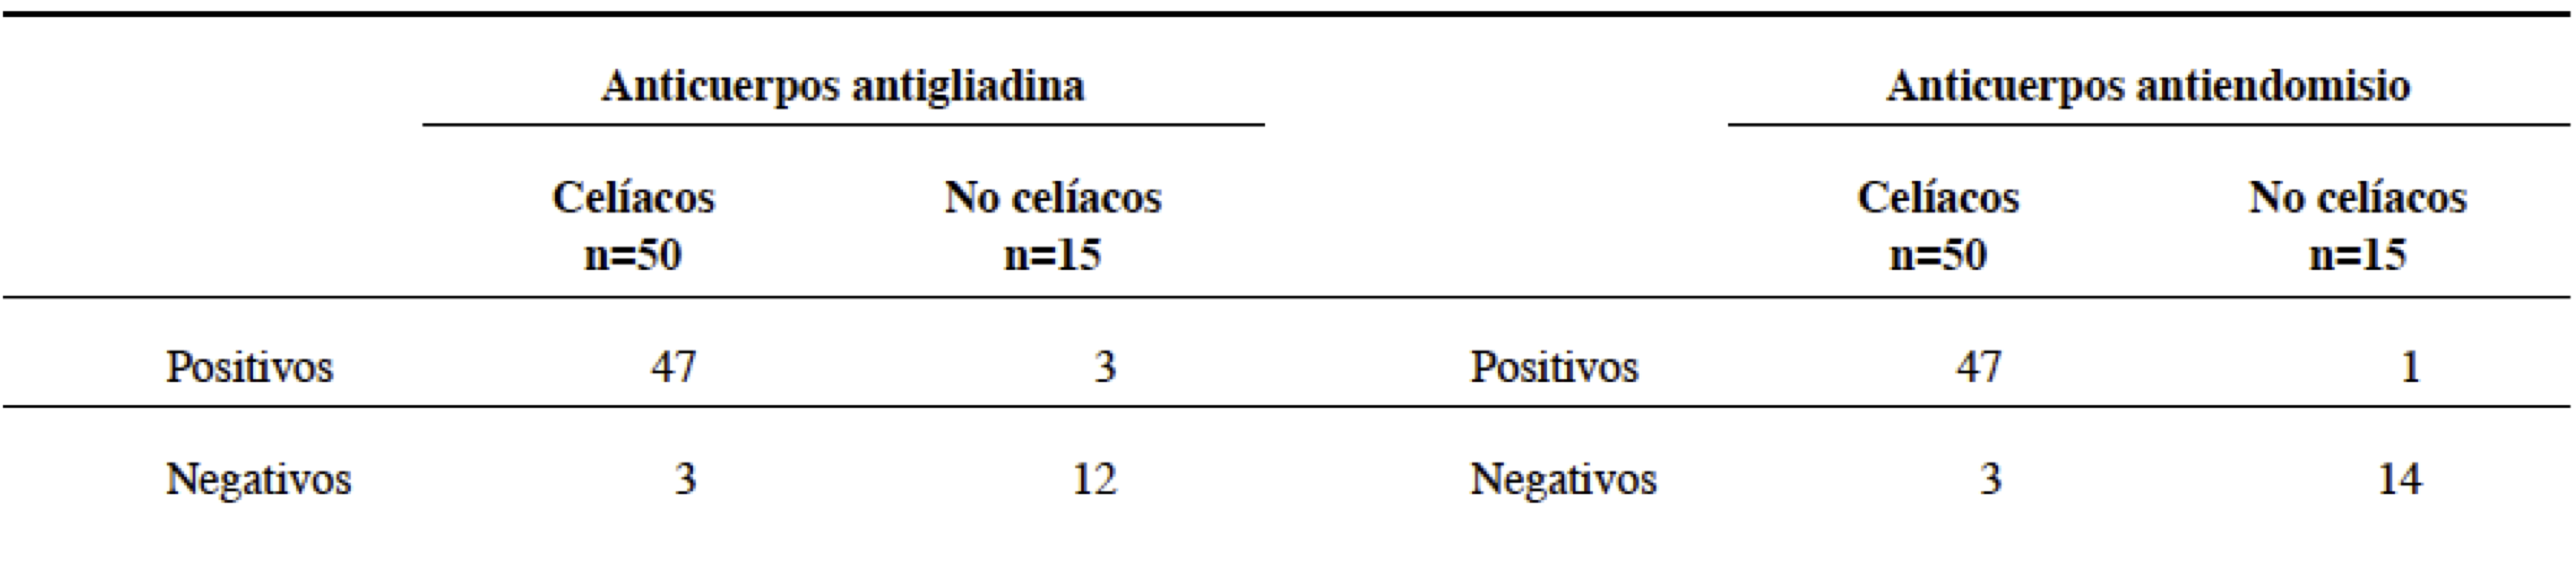 Anticuerpos antigliadina Anticuerpos antiendomisio
Celíacos No celíacos Celíacos No celíacos
n=50 n=15 n=50 n=15
Positivos 47 3 Positivos 47 1
Negativos 3 12 Negativos 3 14